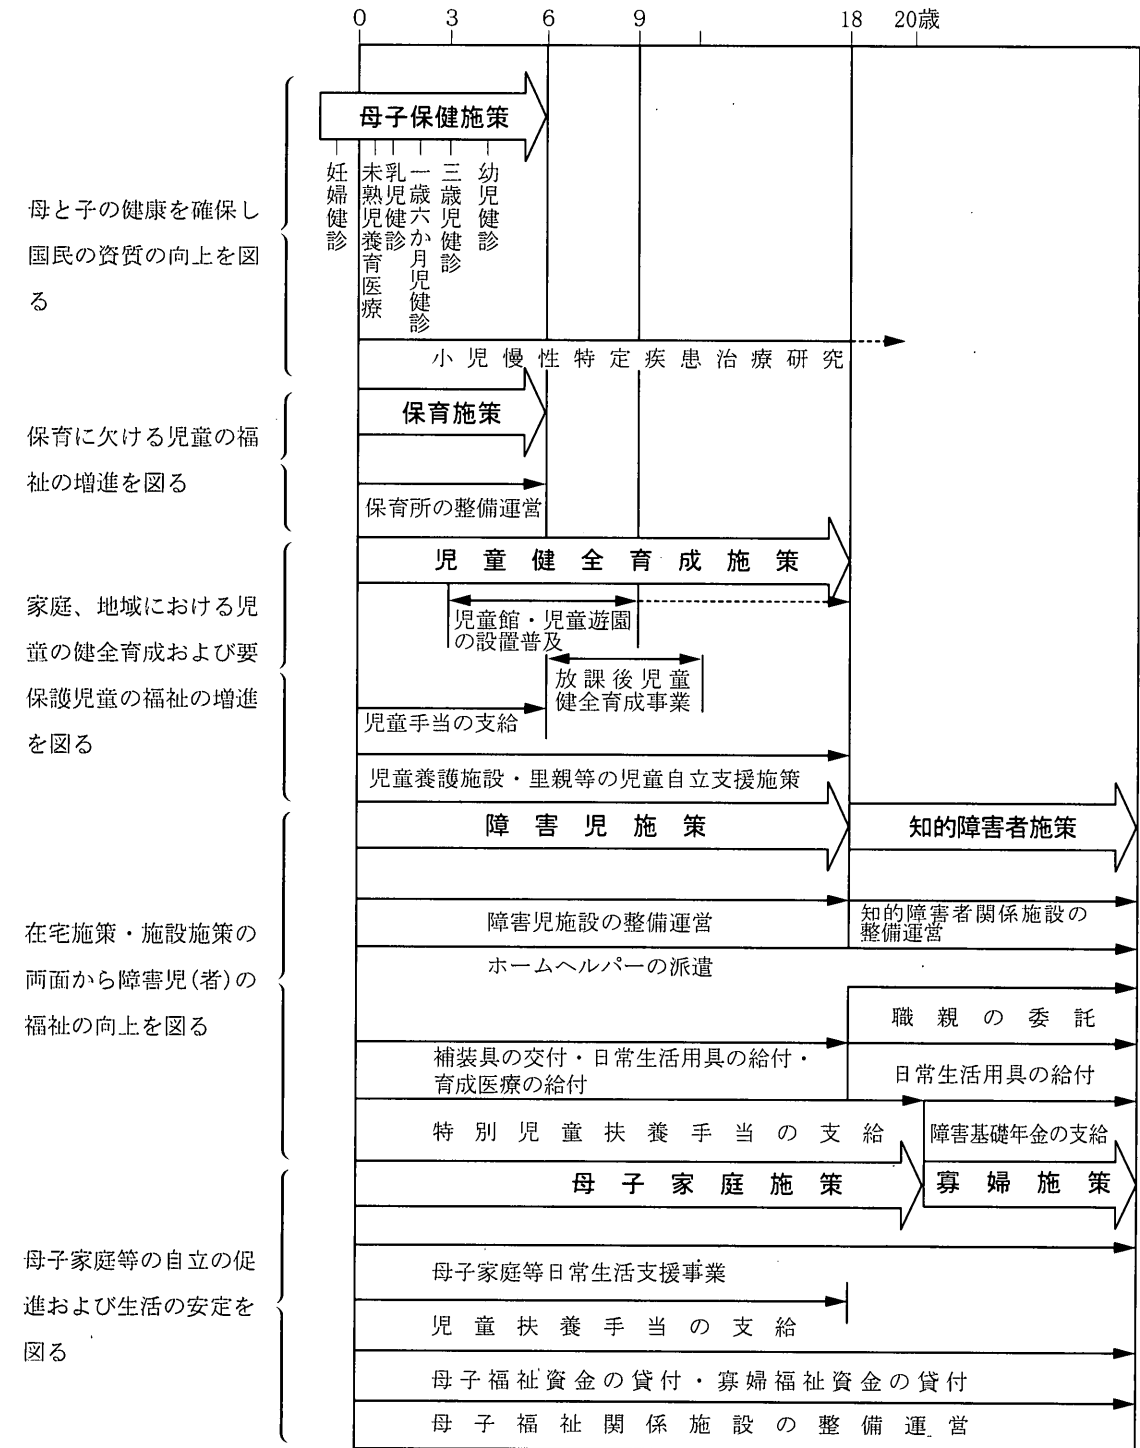 0 3 6 9 18 20歳
母子保健施策
妊婦健診
未熟児養育医療
乳児健診
一歳六か月児健診
三歳児健診
幼児健診
母と子の健康を確保し
国民の資質の向上を図
る
小児慢性特定疾患治療研究
保育施策
保育に欠ける児童の福
祉の増進を図る
保育所の整備運営
児童健全育成施策
家庭、地域における児
童の健全育成および要
保護児童の福祉の増進
を図る
児童館・児童遊園
の設置普及
放課後児童
健全育成事業
児童手当の支給
児童養護施設・里親等の児童自立支援施策
障害児施策
知的障害者施策
在宅施策・施設施策の
両面から障害児(者)の
福祉の向上を図る
障害児施設の整備運営
知的障害者関係施設の
整備運営
ホームヘルパーの派遣
職親の委託
補装具の交付・日常生活用具の給付・
育成医療の給付
日常生活用具の給付
特別児童扶養手当の支給
障害基礎年金の支給
母子家庭施策
寡婦施策
母子家庭等の自立の促
進および生活の安定を
図る
母子家庭等日常生活支援事業
児童扶養手当の支給
母子福祉資金の貸付・寡婦福祉資金の貸付
母子福祉関係施設の整備運営